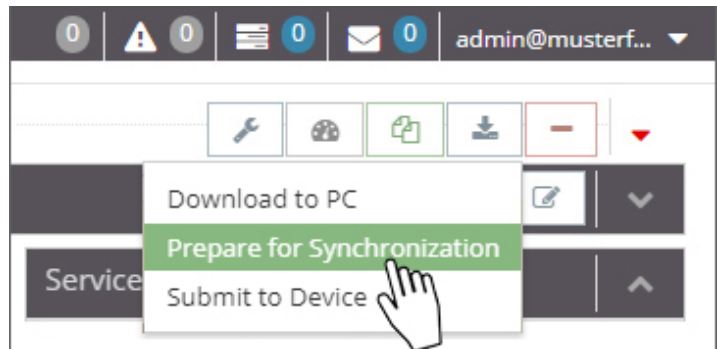 0 0 0 0 admin@musterf...
Download to PC
Prepare for Synchronization
Service
Submit to Device